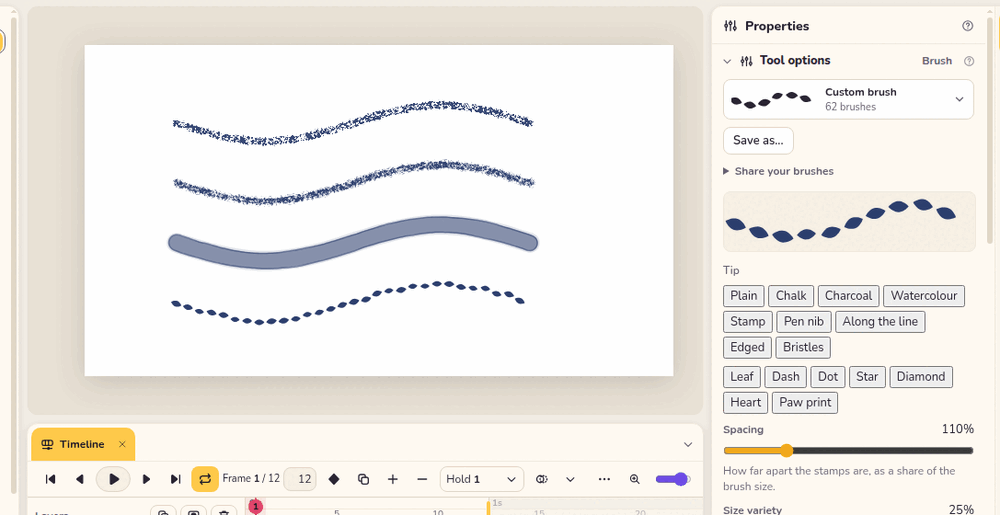 Properties
Tool options
Brush
Custom brush
62 brushes
Save as...
Share your brushes
Tip
Plain Chalk Charcoal Watercolour
Stamp Pen nib Along the line
Edged Bristles
Leaf Dash Dot Star Diamond
Heart Paw print
Spacing 110%
How far apart the stamps are, as a share of the
brush size.
Size variety 25%
Timeline
Frame 1 / 12 12 Hold 1
1 5 10 1s 15 20